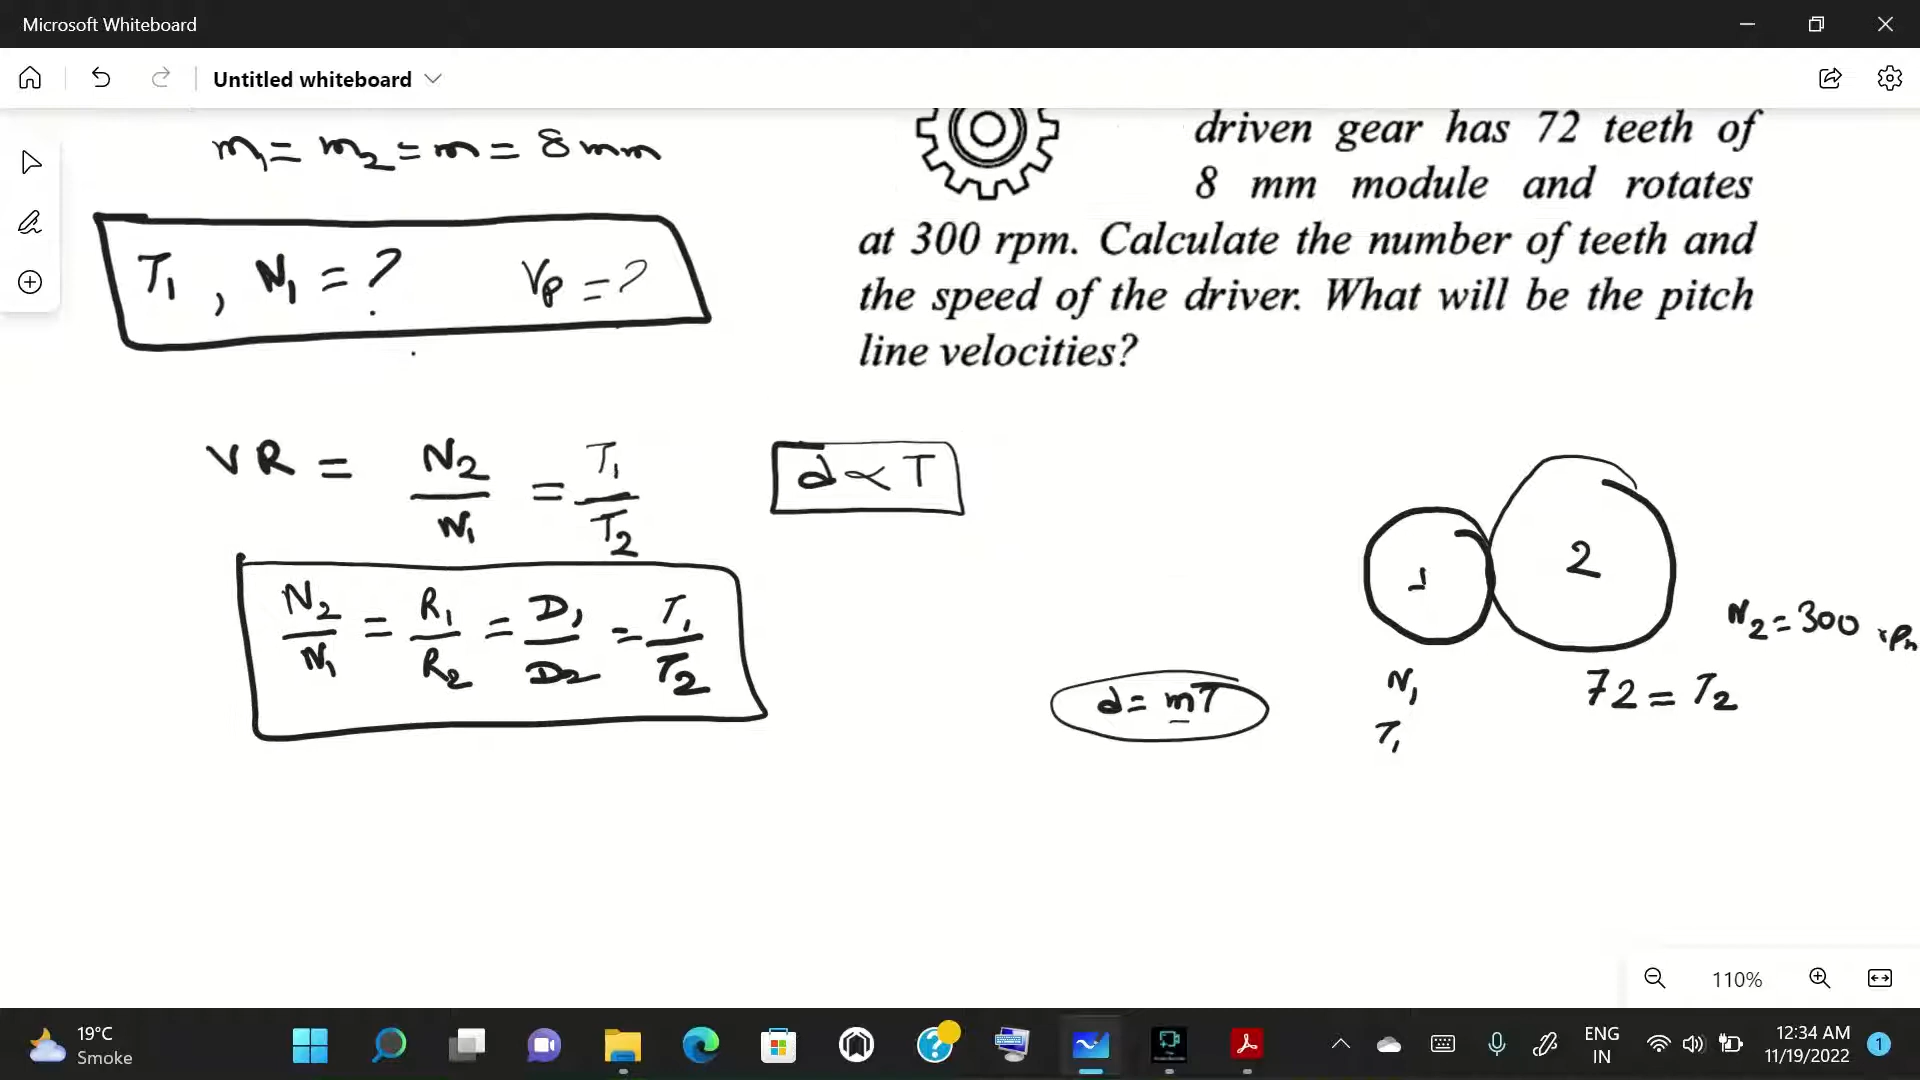 Microsoft Whiteboard
Untitled whiteboard
m₁ = m₂ = m = 8 mm
T₁ , N₁ = ? Vp = ?
driven gear has 72 teeth of
8 mm module and rotates
at 300 rpm. Calculate the number of teeth and
the speed of the driver. What will be the pitch
line velocities?
VR = N₂/N₁ = T₁/T₂
d ∝ T
N₂/N₁ = R₁/R₂ = D₁/D₂ = T₁/T₂
d = mT
1
2
N₂ = 300 rpm
N₁
T₁
72 = T₂
110%
19°C
Smoke
ENG
IN
12:34 AM
11/19/2022
1